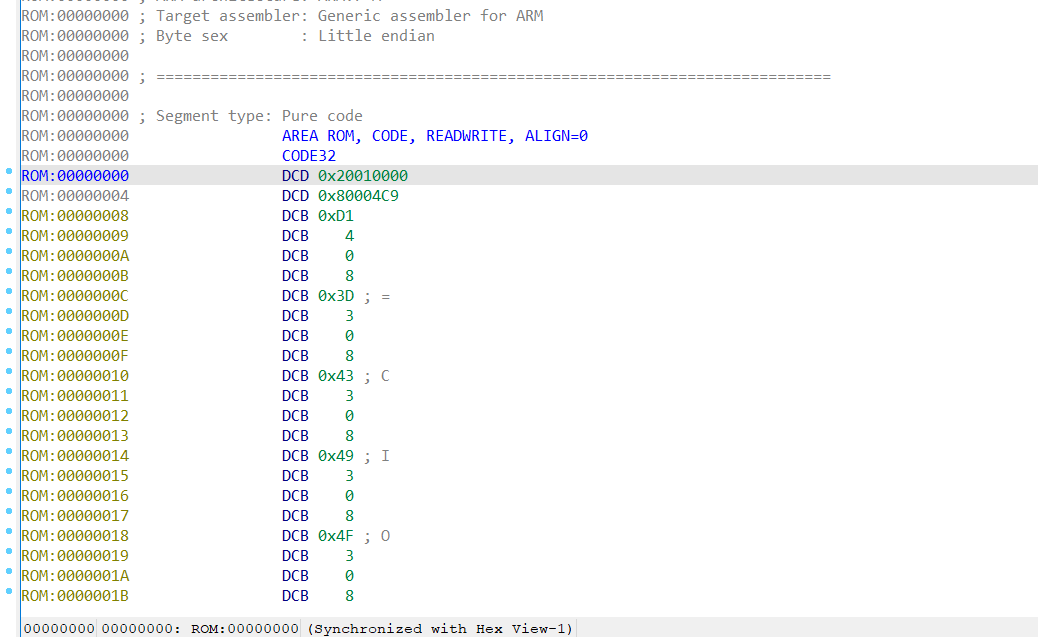 ROM:00000000 ; Target assembler: Generic assembler for ARM
ROM:00000000 ; Byte sex        : Little endian
ROM:00000000
ROM:00000000 ; ===========================================================================
ROM:00000000
ROM:00000000 ; Segment type: Pure code
ROM:00000000                 AREA ROM, CODE, READWRITE, ALIGN=0
ROM:00000000                 CODE32
ROM:00000000                 DCD 0x20010000
ROM:00000004                 DCD 0x80004C9
ROM:00000008                 DCB 0xD1
ROM:00000009                 DCB    4
ROM:0000000A                 DCB    0
ROM:0000000B                 DCB    8
ROM:0000000C                 DCB 0x3D ; =
ROM:0000000D                 DCB    3
ROM:0000000E                 DCB    0
ROM:0000000F                 DCB    8
ROM:00000010                 DCB 0x43 ; C
ROM:00000011                 DCB    3
ROM:00000012                 DCB    0
ROM:00000013                 DCB    8
ROM:00000014                 DCB 0x49 ; I
ROM:00000015                 DCB    3
ROM:00000016                 DCB    0
ROM:00000017                 DCB    8
ROM:00000018                 DCB 0x4F ; O
ROM:00000019                 DCB    3
ROM:0000001A                 DCB    0
ROM:0000001B                 DCB    8
00000000 00000000: ROM:00000000 (Synchronized with Hex View-1)